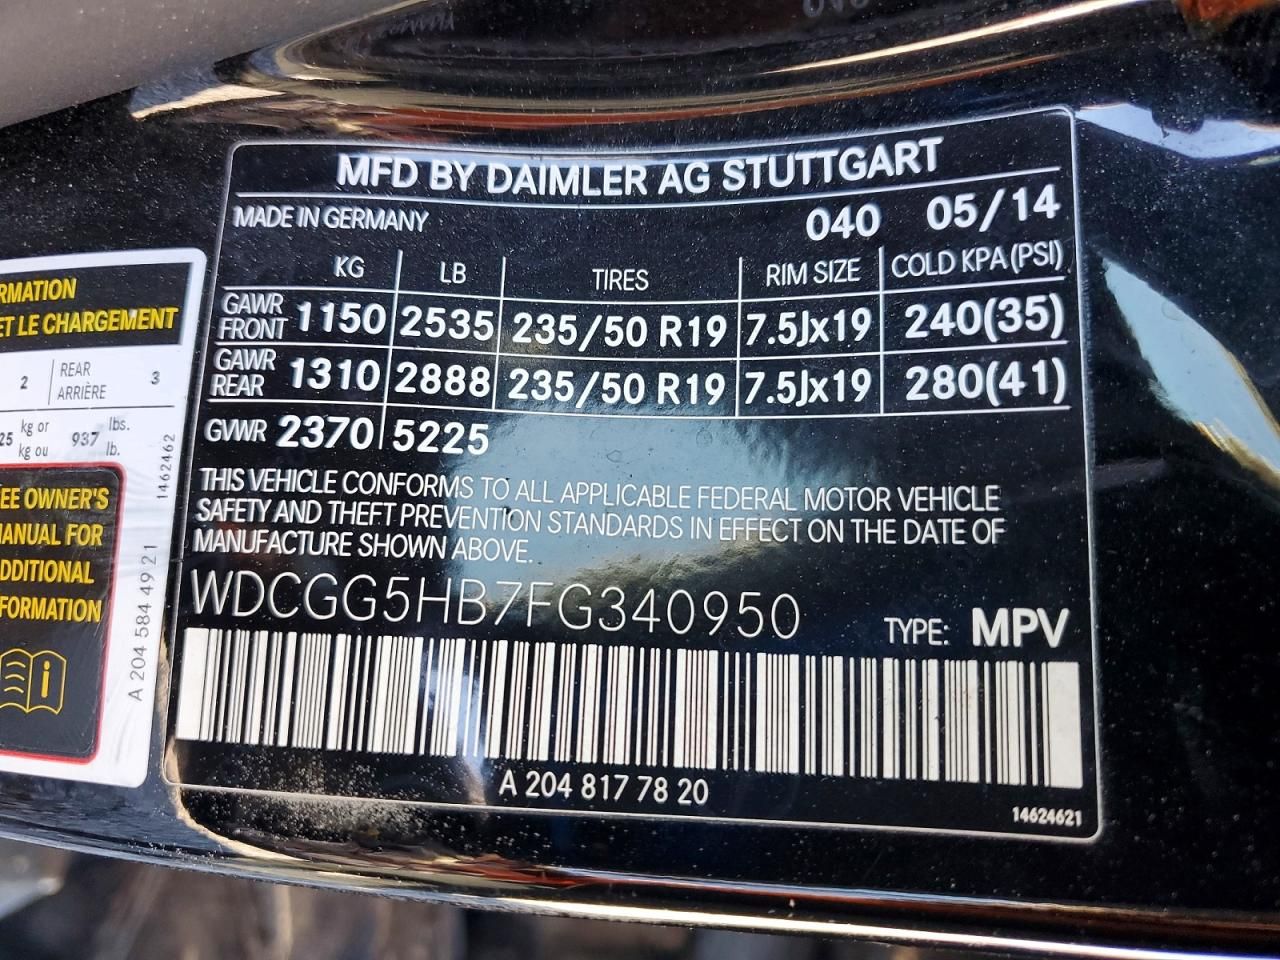 MFD BY DAIMLER AG STUTTGART
MADE IN GERMANY 040 05/14
KG LB TIRES RIM SIZE COLD KPA (PSI)
GAWR FRONT 1150 2535 235/50 R19 7.5Jx19 240(35)
GAWR REAR 1310 2888 235/50 R19 7.5Jx19 280(41)
GVWR 2370 5225
THIS VEHICLE CONFORMS TO ALL APPLICABLE FEDERAL MOTOR VEHICLE
SAFETY AND THEFT PREVENTION STANDARDS IN EFFECT ON THE DATE OF
MANUFACTURE SHOWN ABOVE.
WDCGG5HB7FG340950
TYPE: MPV
A 204 817 78 20
14624621
RMATION
ET LE CHARGEMENT
2 REAR ARRIÈRE 3
25 kg or kg ou 937 lbs. lb.
EE OWNER'S
ANUAL FOR
DDITIONAL
FORMATION
A 204 584 49 21
1462462